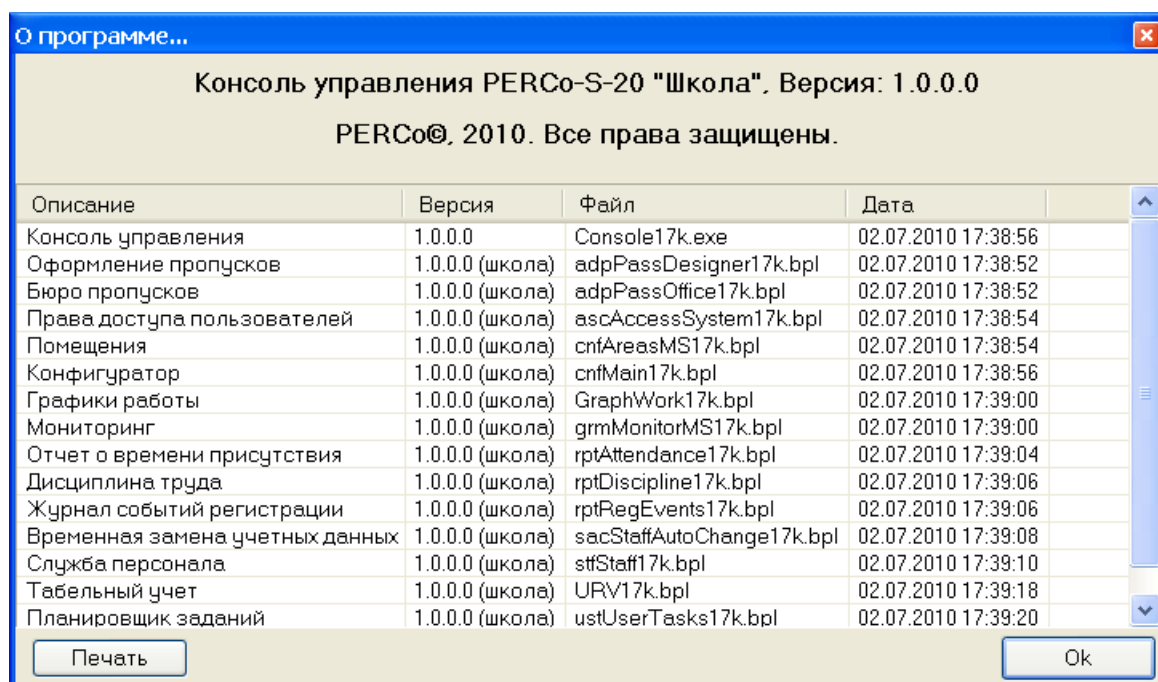 О программе...
Консоль управления PERCo-S-20 "Школа", Версия: 1.0.0.0
PERCo©, 2010. Все права защищены.
Описание Версия Файл Дата
Консоль управления 1.0.0.0 Console17k.exe 02.07.2010 17:38:56
Оформление пропусков 1.0.0.0 (школа) adpPassDesigner17k.bpl 02.07.2010 17:38:52
Бюро пропусков 1.0.0.0 (школа) adpPassOffice17k.bpl 02.07.2010 17:38:52
Права доступа пользователей 1.0.0.0 (школа) ascAccessSystem17k.bpl 02.07.2010 17:38:54
Помещения 1.0.0.0 (школа) cnfAreasMS17k.bpl 02.07.2010 17:38:54
Конфигуратор 1.0.0.0 (школа) cnfMain17k.bpl 02.07.2010 17:38:56
Графики работы 1.0.0.0 (школа) GraphWork17k.bpl 02.07.2010 17:39:00
Мониторинг 1.0.0.0 (школа) grmMonitorMS17k.bpl 02.07.2010 17:39:00
Отчет о времени присутствия 1.0.0.0 (школа) rptAttendance17k.bpl 02.07.2010 17:39:04
Дисциплина труда 1.0.0.0 (школа) rptDiscipline17k.bpl 02.07.2010 17:39:06
Журнал событий регистрации 1.0.0.0 (школа) rptRegEvents17k.bpl 02.07.2010 17:39:06
Временная замена учетных данных 1.0.0.0 (школа) sacStaffAutoChange17k.bpl 02.07.2010 17:39:08
Служба персонала 1.0.0.0 (школа) stfStaff17k.bpl 02.07.2010 17:39:10
Табельный учет 1.0.0.0 (школа) URV17k.bpl 02.07.2010 17:39:18
Планировщик заданий 1.0.0.0 (школа) ustUserTasks17k.bpl 02.07.2010 17:39:20
Печать Ok